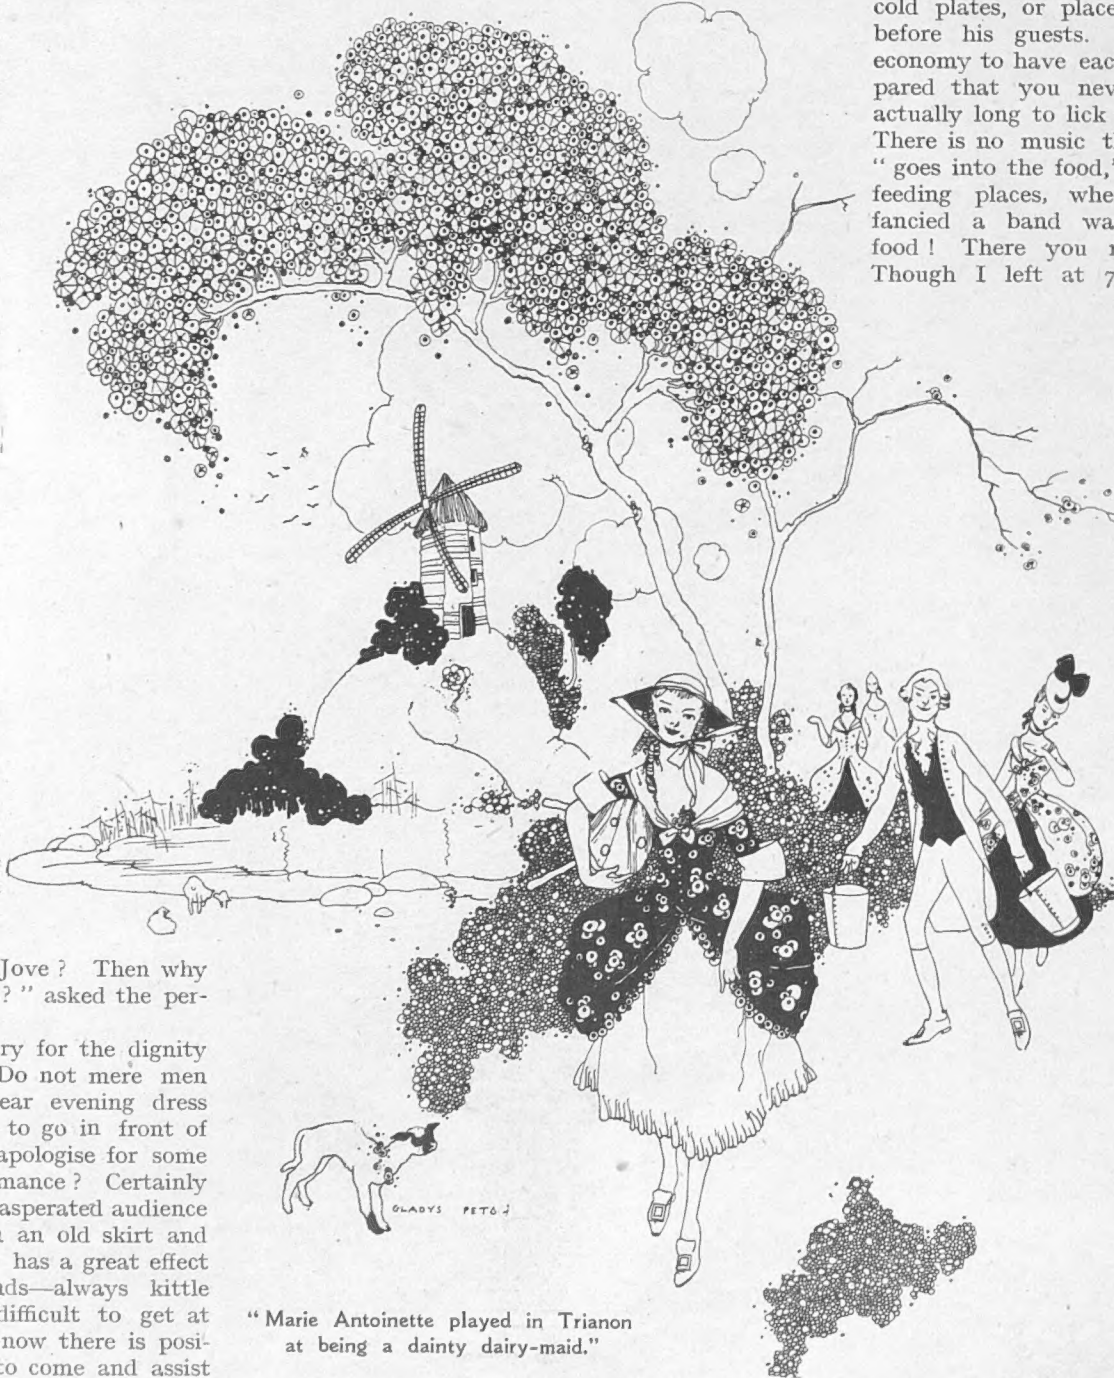 cold plates, or place
before his guests.
economy to have eac
pared that you nev
actually long to lick
There is no music t
“ goes into the food,”
feeding places, whe
fancied a band wa
food ! There you
Though I left at 7
Jove ? Then why
? ” asked the per-
ry for the dignity
Do not mere men
ear evening dress
to go in front of
apologise for some
mance ? Certainly
asperated audience
an old skirt and
has a great effect
ds—always kittle
difficult to get at
now there is posi-
to come and assist
GLADYS PETO
“ Marie Antoinette played in Trianon
at being a dainty dairy-maid.”